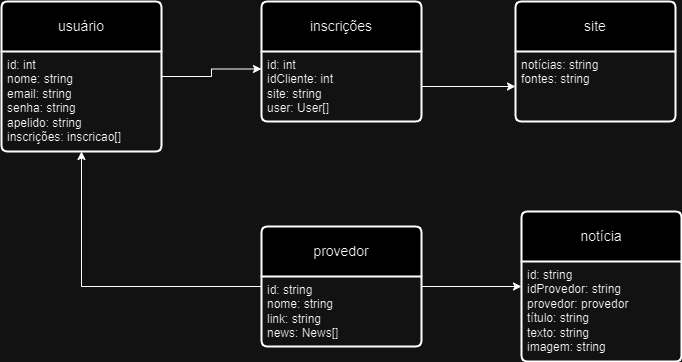 usuário
id: int
nome: string
email: string
senha: string
apelido: string
inscrições: inscricao[]
inscrições
id: int
idCliente: int
site: string
user: User[]
site
notícias: string
fontes: string
provedor
id: string
nome: string
link: string
news: News[]
notícia
id: string
idProvedor: string
provedor: provedor
título: string
texto: string
imagem: string